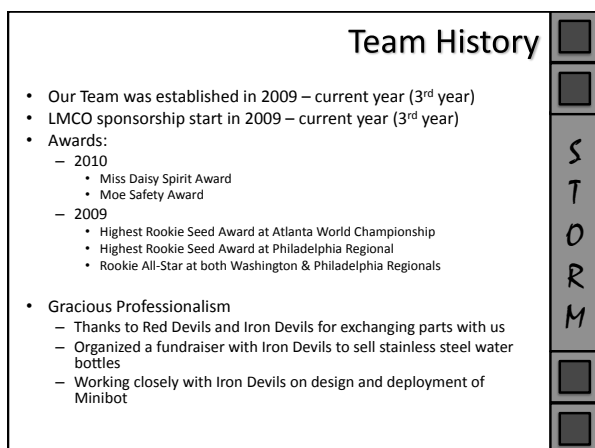 Team History
• Our Team was established in 2009 – current year (3rd year)
• LMCO sponsorship start in 2009 – current year (3rd year)
• Awards:
– 2010
• Miss Daisy Spirit Award
• Moe Safety Award
– 2009
• Highest Rookie Seed Award at Atlanta World Championship
• Highest Rookie Seed Award at Philadelphia Regional
• Rookie All-Star at both Washington & Philadelphia Regionals
• Gracious Professionalism
– Thanks to Red Devils and Iron Devils for exchanging parts with us
– Organized a fundraiser with Iron Devils to sell stainless steel water
bottles
– Working closely with Iron Devils on design and deployment of
Minibot
S
T
O
R
M